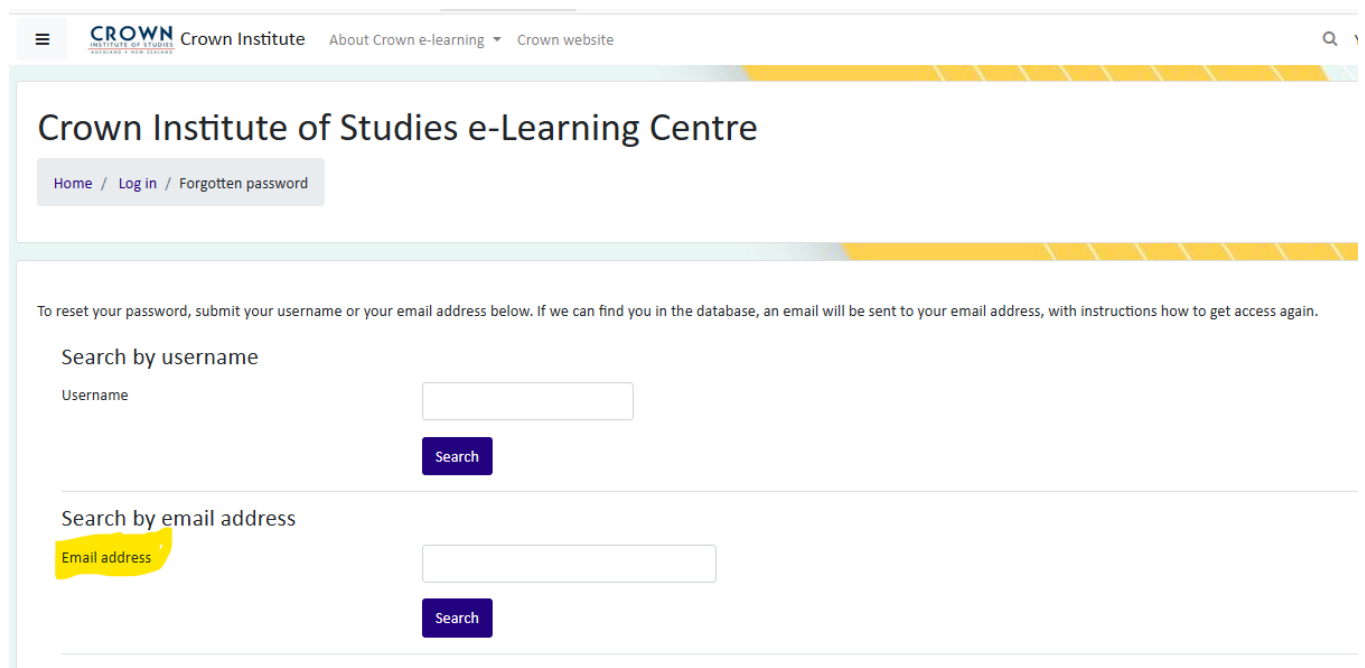 CROWN
INSTITUTE OF STUDIES
AUCKLAND • NEW ZEALAND
Crown Institute About Crown e-learning Crown website
Crown Institute of Studies e-Learning Centre
Home / Log in / Forgotten password
To reset your password, submit your username or your email address below. If we can find you in the database, an email will be sent to your email address, with instructions how to get access again.
Search by username
Username
Search
Search by email address
Email address
Search